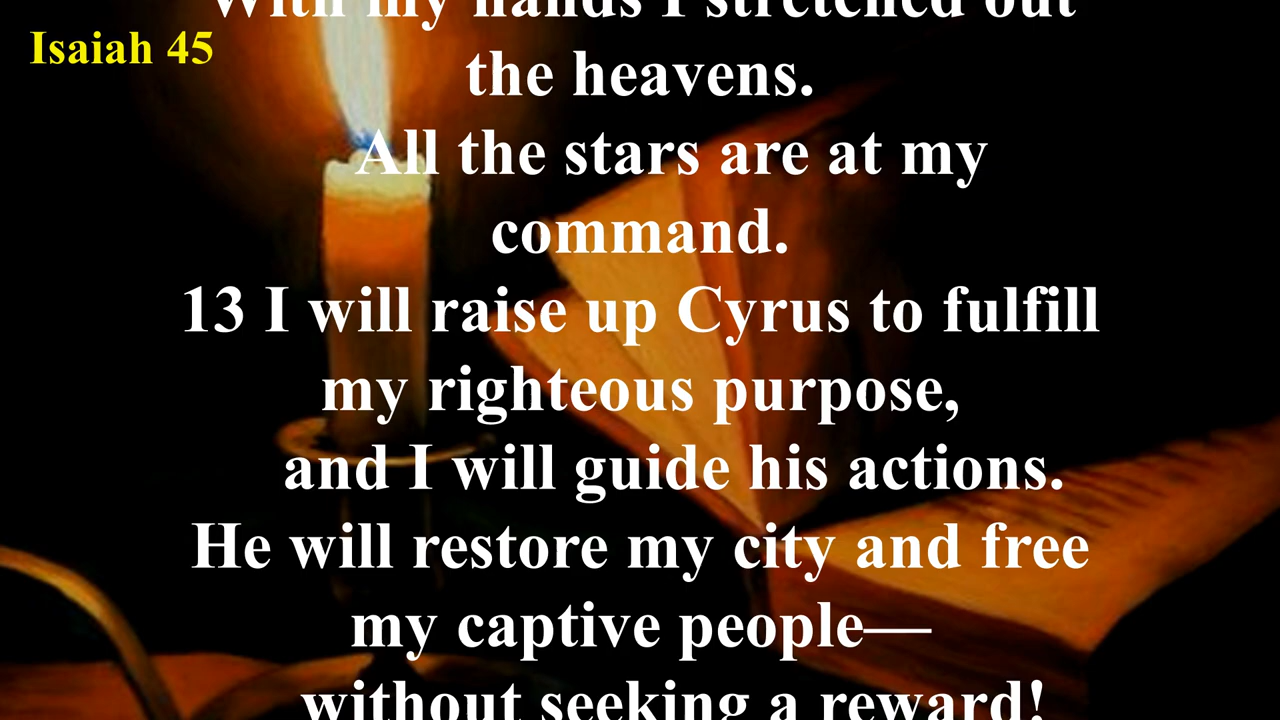 With my hands I stretched out
Isaiah 45
the heavens.
All the stars are at my
command.
13 I will raise up Cyrus to fulfill
my righteous purpose,
and I will guide his actions.
He will restore my city and free
my captive people—
without seeking a reward!